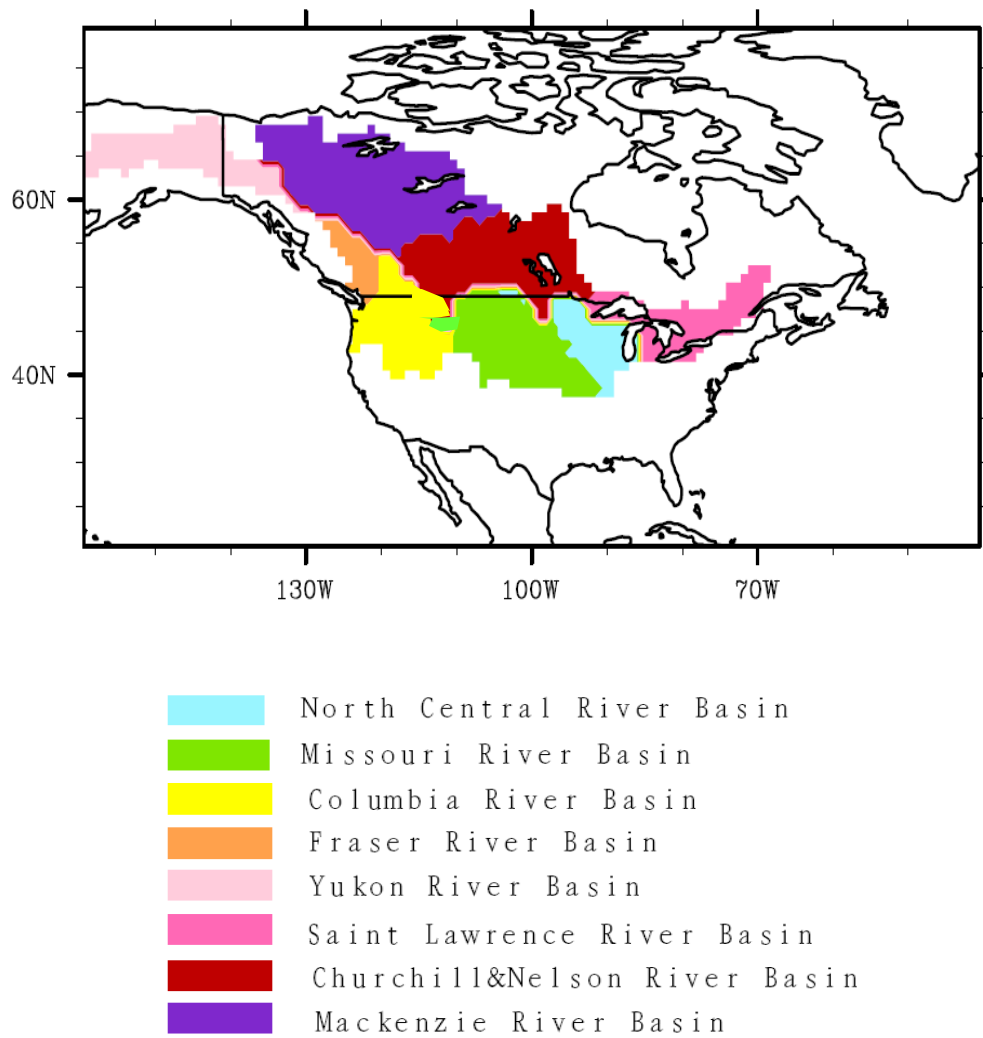 60N
40N
130W 100W 70W
North Central River Basin
Missouri River Basin
Columbia River Basin
Fraser River Basin
Yukon River Basin
Saint Lawrence River Basin
Churchill&Nelson River Basin
Mackenzie River Basin